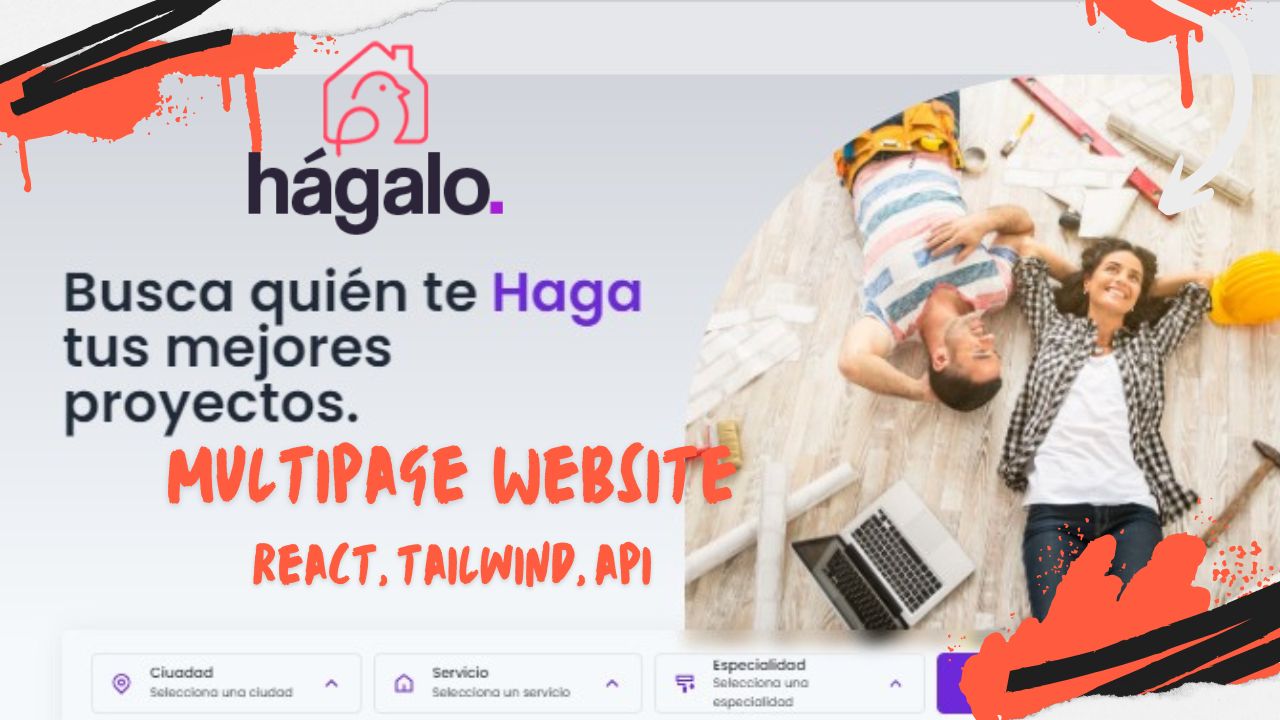 hágalo.
Busca quién te Haga
tus mejores
proyectos.
MULTIPAGE WEBSITE
REACT, TAILWIND, API
Ciuadad
Selecciona una ciudad
Servicio
Selecciona un servicio
Especialidad
Selecciona una
especialidad